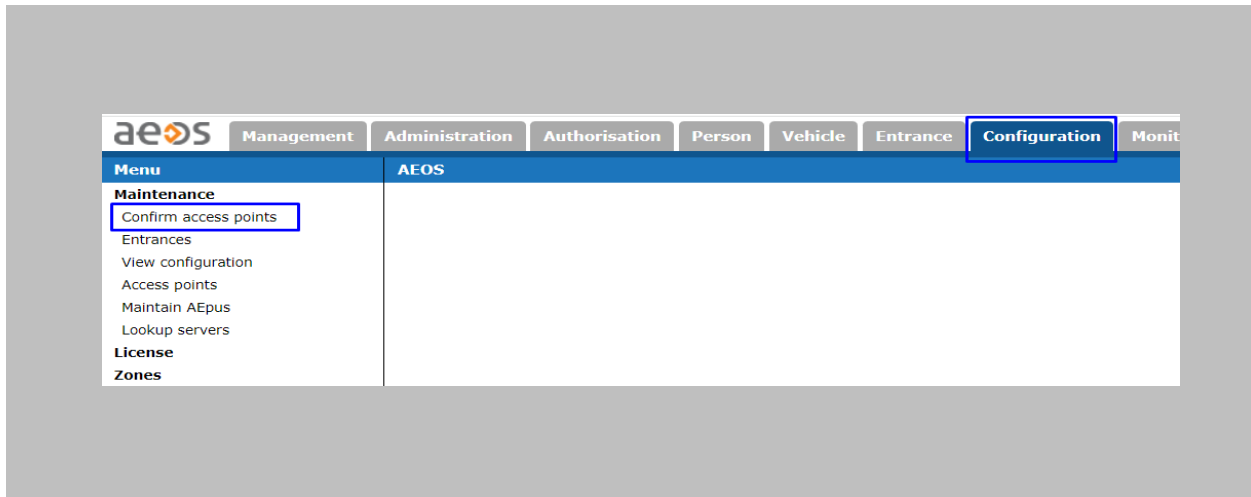 aeos Management Administration Authorisation Person Vehicle Entrance Configuration Monit
Menu AEOS
Maintenance
Confirm access points
Entrances
View configuration
Access points
Maintain AEpus
Lookup servers
License
Zones